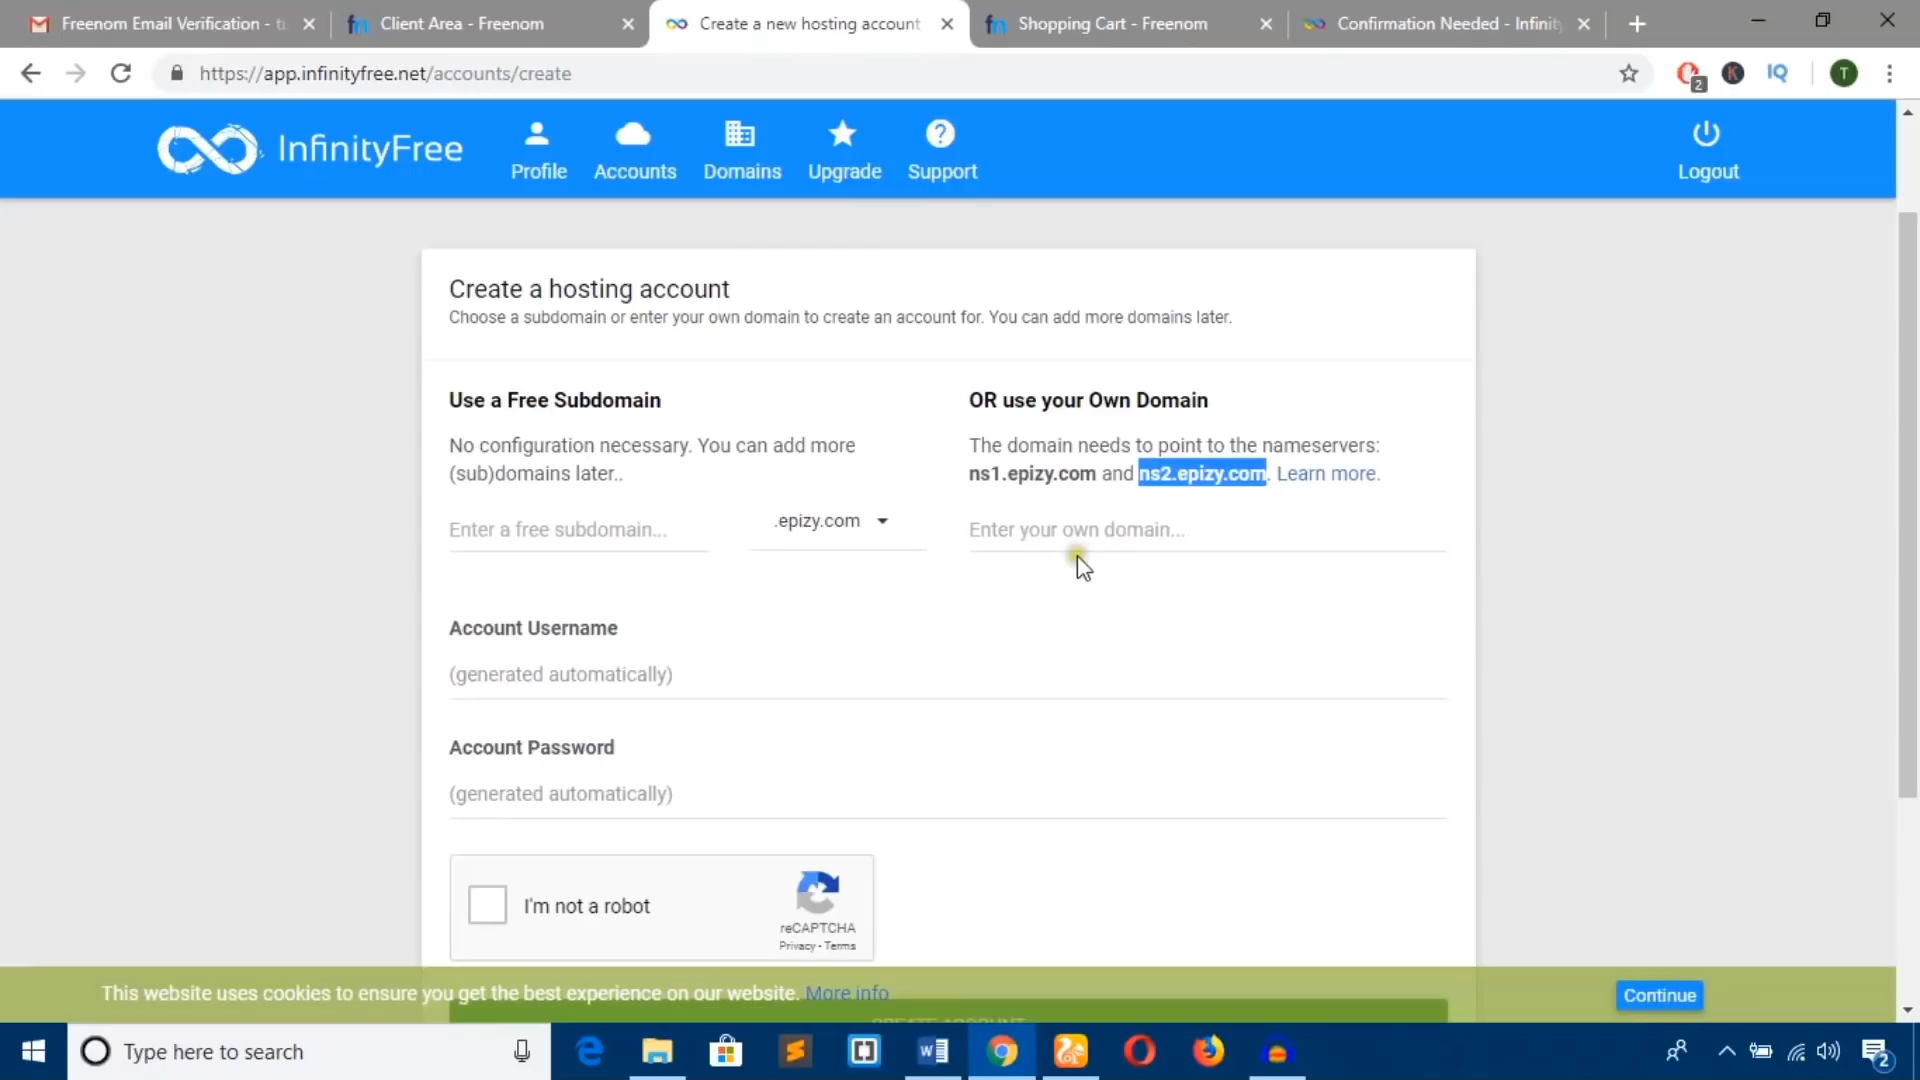 Freenom Email Verification - t
Client Area - Freenom
Create a new hosting account
Shopping Cart - Freenom
Confirmation Needed - Infinity
https://app.infinityfree.net/accounts/create
2
K
IQ
T
InfinityFree
Profile
Accounts
Domains
Upgrade
Support
Logout
Create a hosting account
Choose a subdomain or enter your own domain to create an account for. You can add more domains later.
Use a Free Subdomain
No configuration necessary. You can add more
(sub)domains later..
Enter a free subdomain...
.epizy.com
OR use your Own Domain
The domain needs to point to the nameservers:
ns1.epizy.com and ns2.epizy.com. Learn more.
Enter your own domain...
Account Username
(generated automatically)
Account Password
(generated automatically)
I'm not a robot
reCAPTCHA
Privacy - Terms
This website uses cookies to ensure you get the best experience on our website. More info
Continue
CREATE ACCOUNT
Type here to search
2